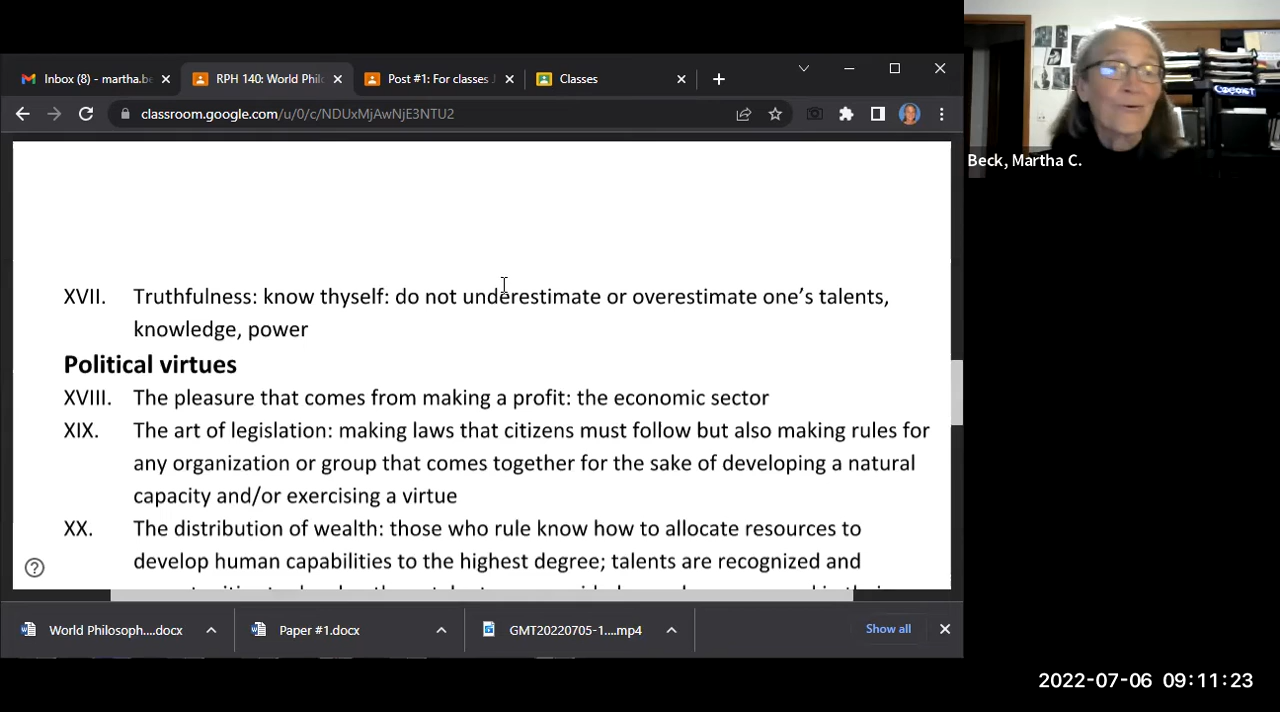 Inbox (8) - martha.be
RPH 140: World Phil
Post #1: For classes J
Classes
classroom.google.com/u/0/c/NDUxMjAwNjE3NTU2
Beck, Martha C.
XVII. Truthfulness: know thyself: do not underestimate or overestimate one’s talents,
knowledge, power
Political virtues
XVIII. The pleasure that comes from making a profit: the economic sector
XIX. The art of legislation: making laws that citizens must follow but also making rules for
any organization or group that comes together for the sake of developing a natural
capacity and/or exercising a virtue
XX. The distribution of wealth: those who rule know how to allocate resources to
develop human capabilities to the highest degree; talents are recognized and
World Philosoph....docx
Paper #1.docx
GMT20220705-1....mp4
Show all
2022-07-06 09:11:23